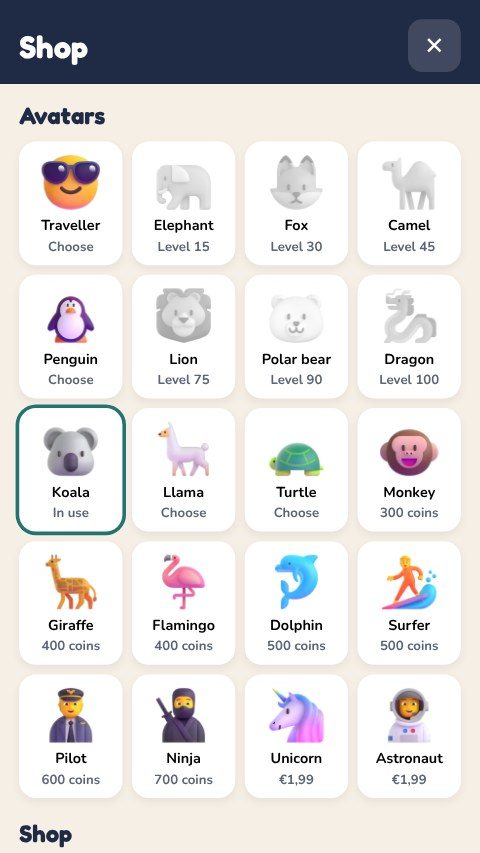 Shop
✕
Avatars
Traveller
Choose
Elephant
Level 15
Fox
Level 30
Camel
Level 45
Penguin
Choose
Lion
Level 75
Polar bear
Level 90
Dragon
Level 100
Koala
In use
Llama
Choose
Turtle
Choose
Monkey
300 coins
Giraffe
400 coins
Flamingo
400 coins
Dolphin
500 coins
Surfer
500 coins
Pilot
600 coins
Ninja
700 coins
Unicorn
€1,99
Astronaut
€1,99
Shop